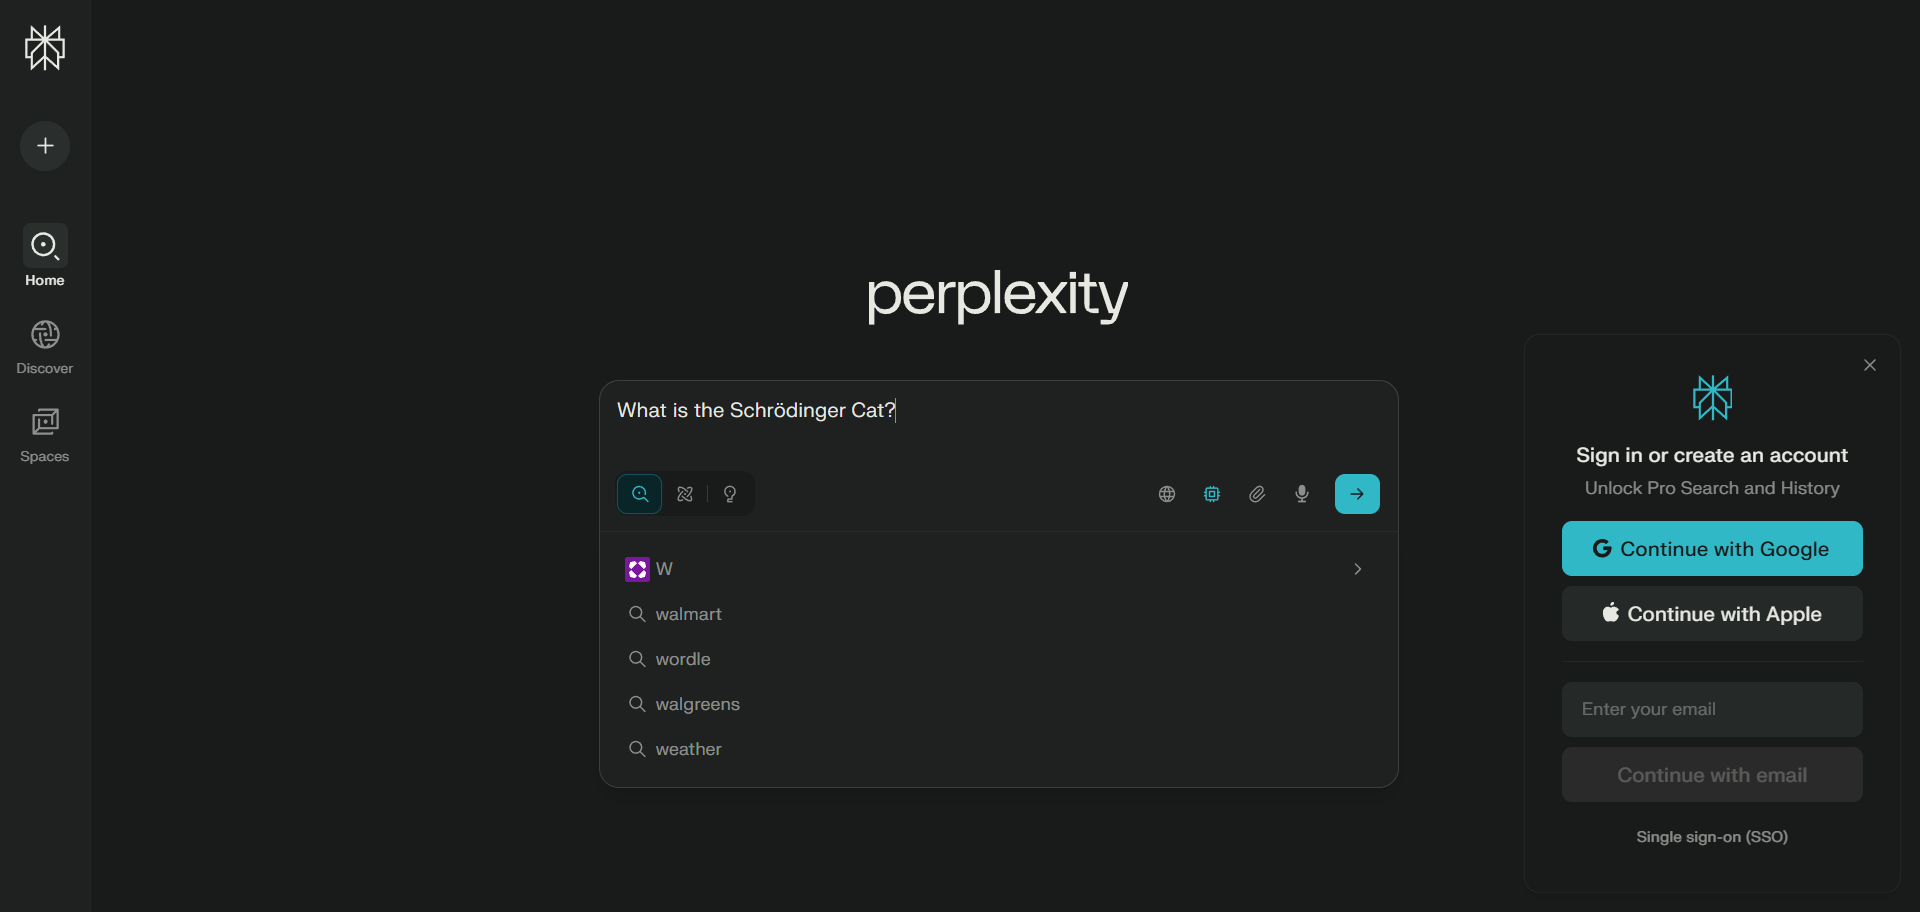 Home
Discover
Spaces
perplexity
What is the Schrödinger Cat?
W
walmart
wordle
walgreens
weather
Sign in or create an account
Unlock Pro Search and History
Continue with Google
Continue with Apple
Enter your email
Continue with email
Single sign-on (SSO)